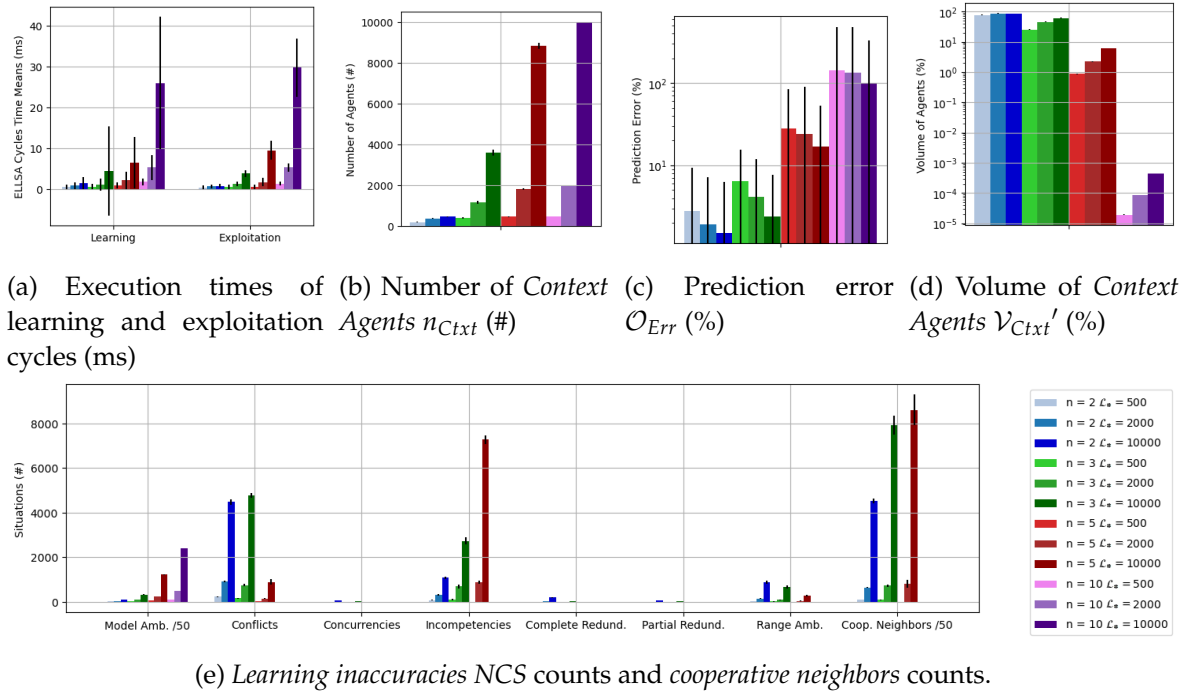 40
30
20
10
0
ELLSA Cycles Time Means (ms)
Learning
Exploitation
10000
8000
6000
4000
2000
0
Number of Agents (#)
10²
10¹
Prediction Error (%)
10²
10¹
10⁰
10⁻¹
10⁻²
10⁻³
10⁻⁴
10⁻⁵
Volume of Agents (%)
(a) Execution times of
learning and exploitation
cycles (ms)
(b) Number of Context
Agents n_Ctxt (#)
(c) Prediction error
𝒪_Err (%)
(d) Volume of Context
Agents 𝒱_Ctxt′ (%)
8000
6000
4000
2000
0
Situations (#)
Model Amb. /50
Conflicts
Concurrencies
Incompetencies
Complete Redund.
Partial Redund.
Range Amb.
Coop. Neighbors /50
n = 2 ℒ* = 500
n = 2 ℒ* = 2000
n = 2 ℒ* = 10000
n = 3 ℒ* = 500
n = 3 ℒ* = 2000
n = 3 ℒ* = 10000
n = 5 ℒ* = 500
n = 5 ℒ* = 2000
n = 5 ℒ* = 10000
n = 10 ℒ* = 500
n = 10 ℒ* = 2000
n = 10 ℒ* = 10000
(e) Learning inaccuracies NCS counts and cooperative neighbors counts.